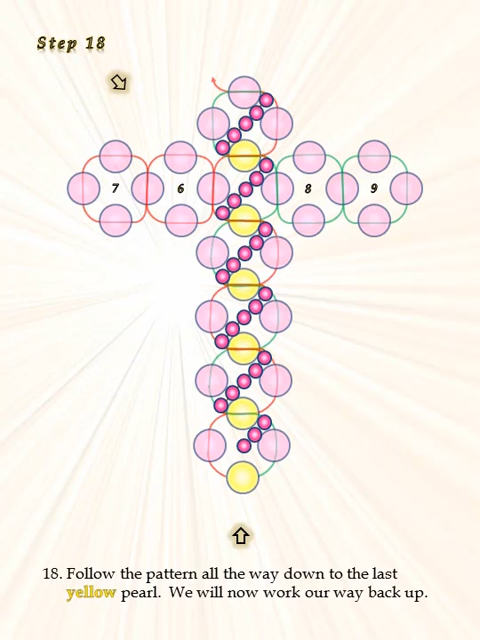 Step 18
7 6 8 9
18. Follow the pattern all the way down to the last
yellow pearl. We will now work our way back up.